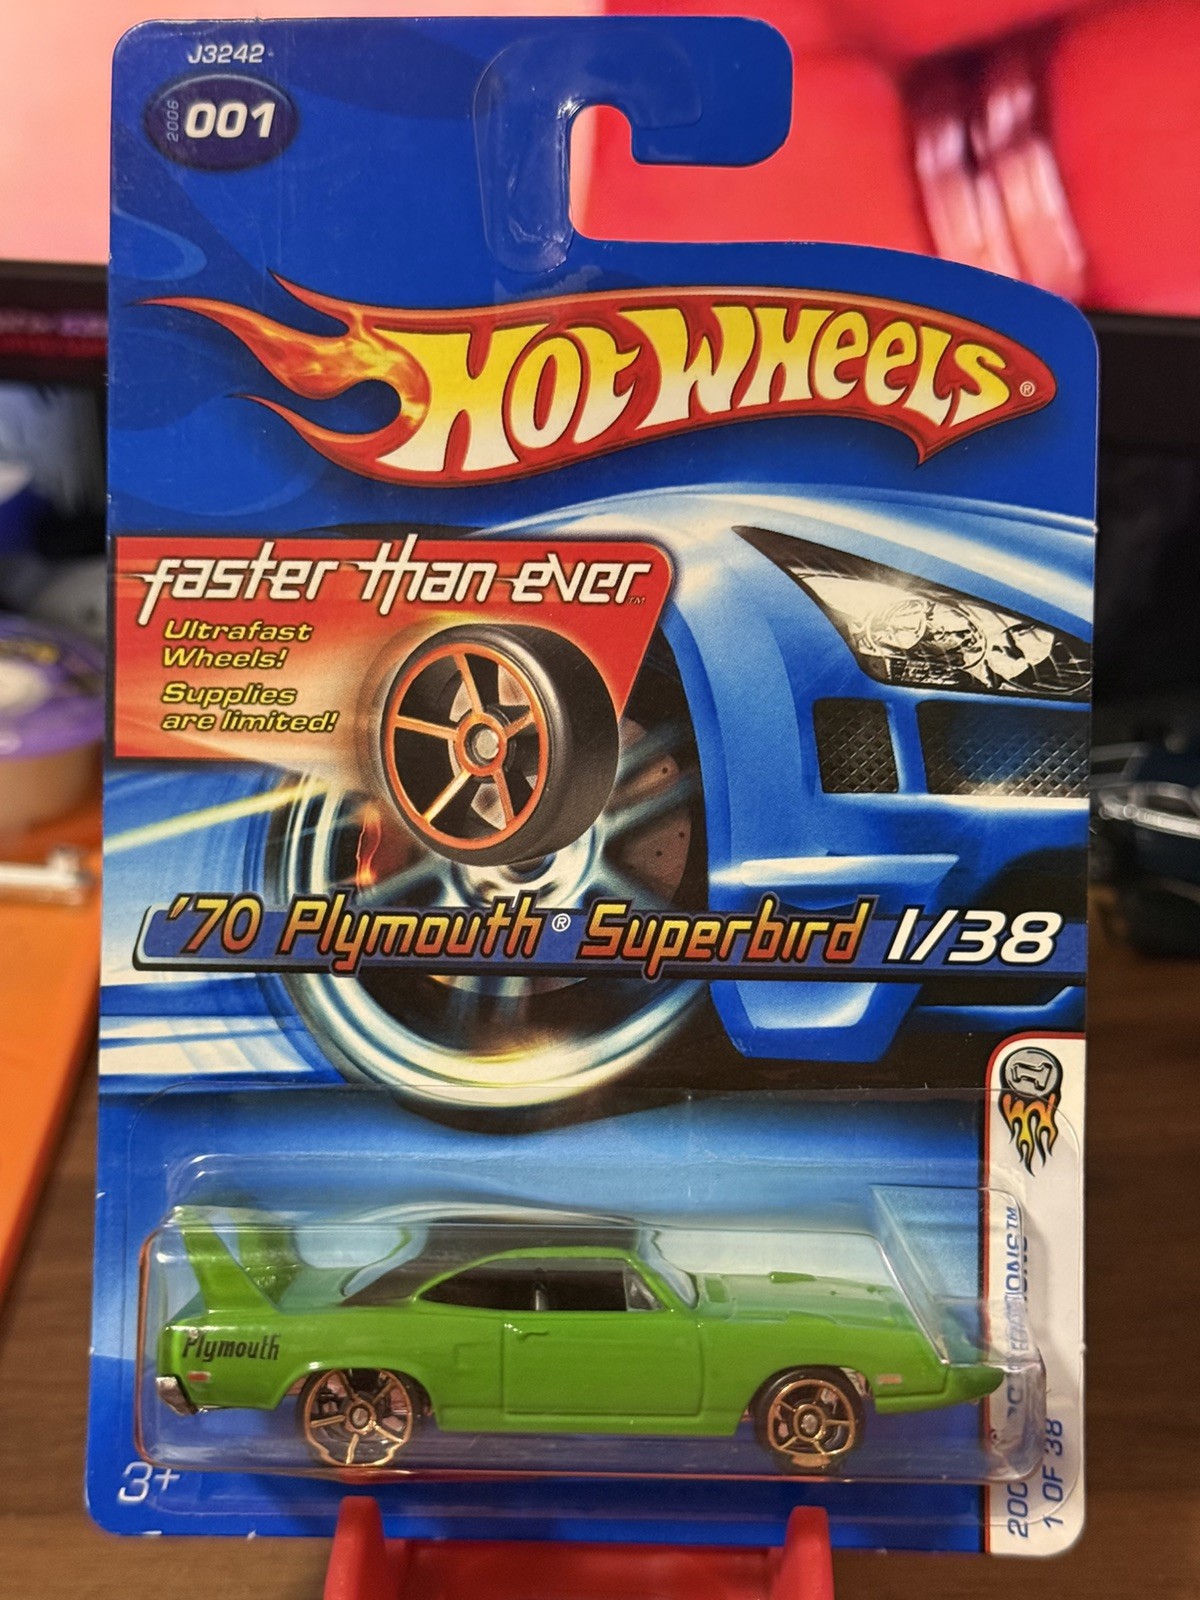 J3242
2006
001
HOT WHEELS®
faster than ever™
Ultrafast
Wheels!
Supplies
are limited!
'70 Plymouth® Superbird 1/38
Plymouth
3+
1 OF 38